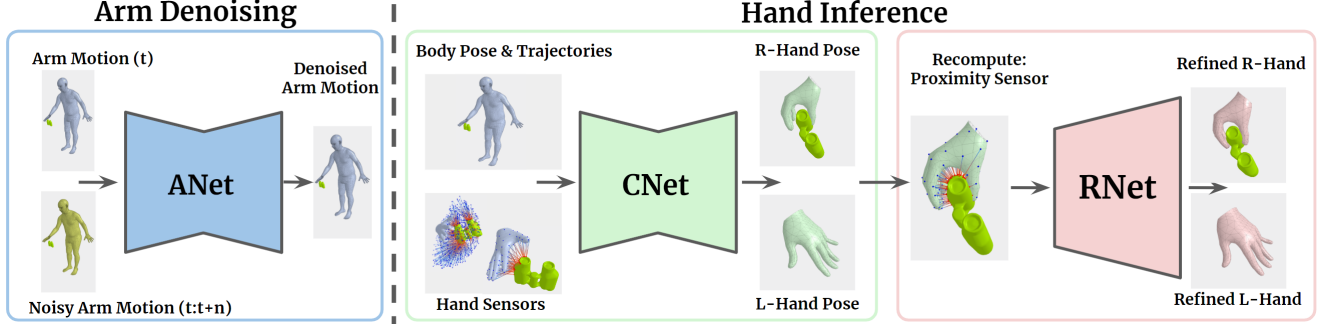 Arm Denoising
Hand Inference
Arm Motion (t)
Denoised
Arm Motion
ANet
Noisy Arm Motion (t:t+n)
Body Pose & Trajectories
Hand Sensors
CNet
R-Hand Pose
L-Hand Pose
Recompute:
Proximity Sensor
RNet
Refined R-Hand
Refined L-Hand